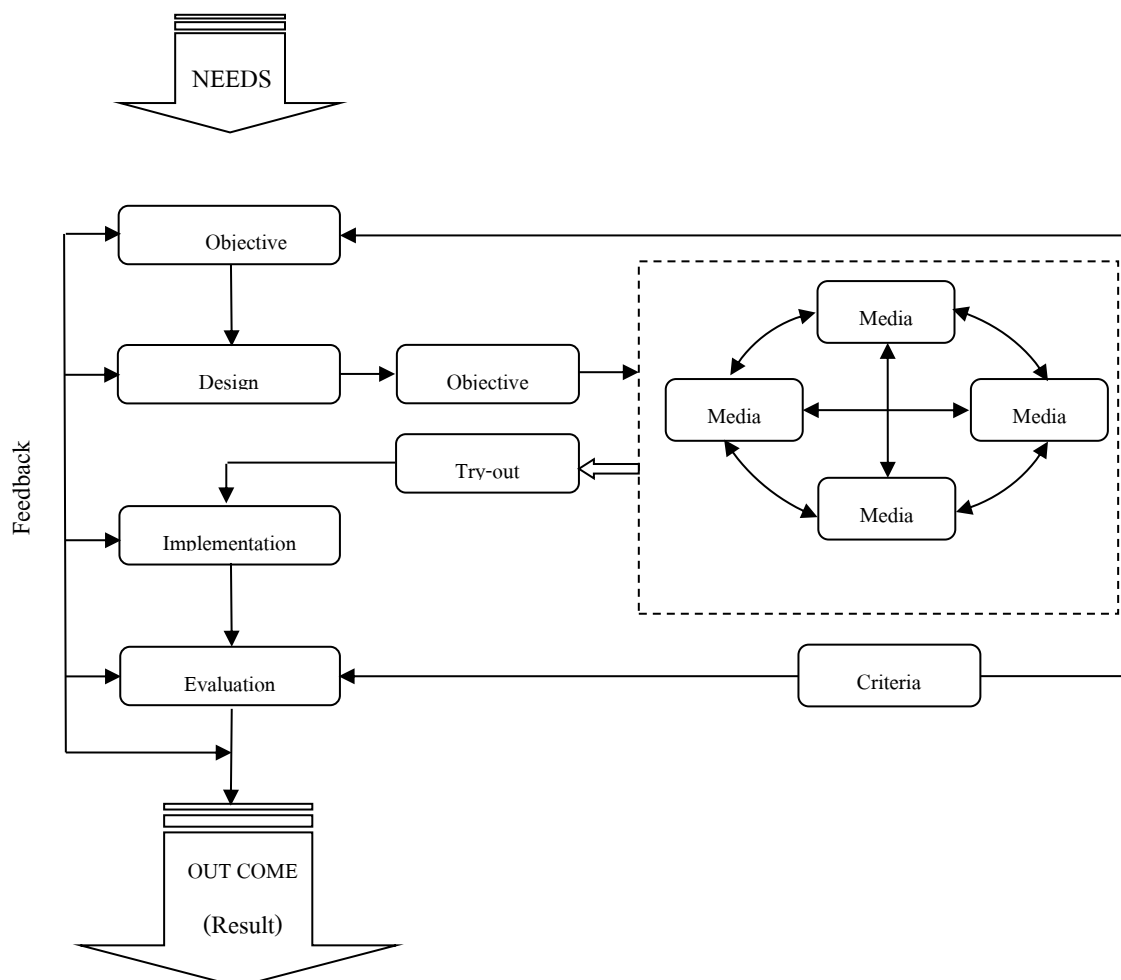 NEEDS
Objective
Design
Objective
Media
Media
Media
Media
Try-out
Implementation
Feedback
Evaluation
Criteria
OUT COME
(Result)